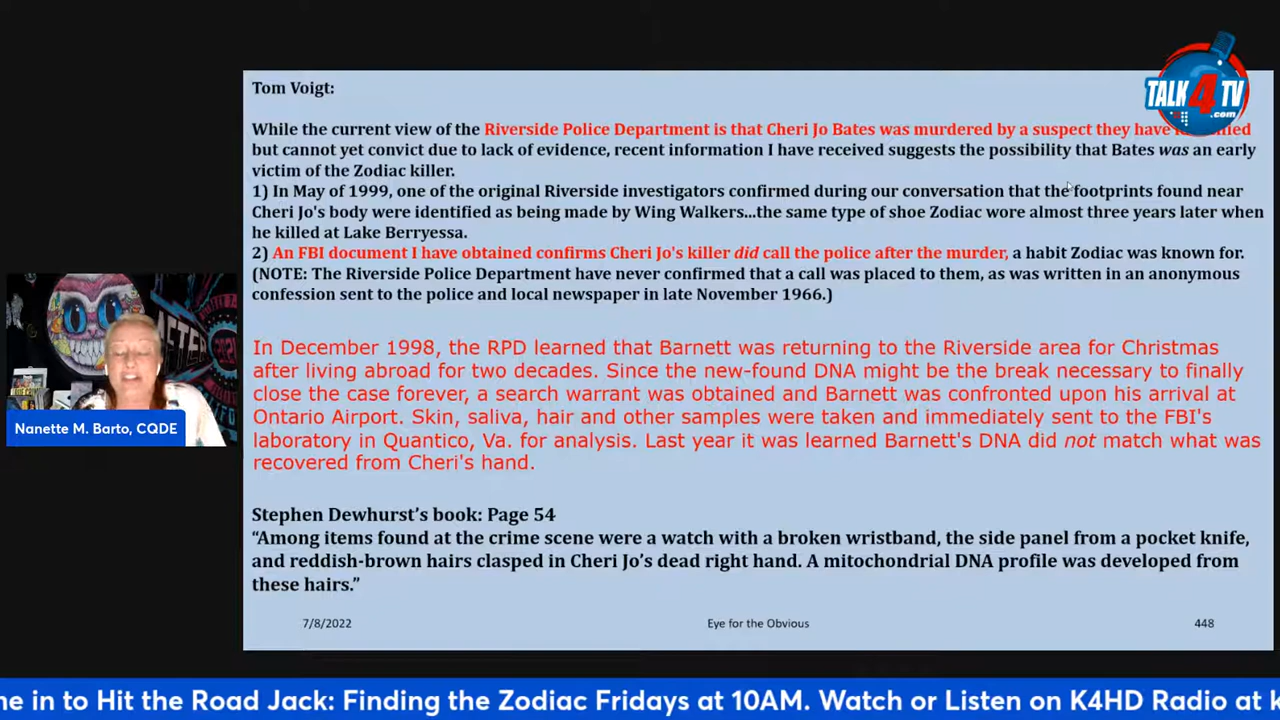 Tom Voigt:
While the current view of the Riverside Police Department is that Cheri Jo Bates was murdered by a suspect they have
but cannot yet convict due to lack of evidence, recent information I have received suggests the possibility that Bates was an early
victim of the Zodiac killer.
1) In May of 1999, one of the original Riverside investigators confirmed during our conversation that the footprints found near
Cheri Jo's body were identified as being made by Wing Walkers...the same type of shoe Zodiac wore almost three years later when
he killed at Lake Berryessa.
2) An FBI document I have obtained confirms Cheri Jo's killer did call the police after the murder, a habit Zodiac was known for.
(NOTE: The Riverside Police Department have never confirmed that a call was placed to them, as was written in an anonymous
confession sent to the police and local newspaper in late November 1966.)
In December 1998, the RPD learned that Barnett was returning to the Riverside area for Christmas
after living abroad for two decades. Since the new-found DNA might be the break necessary to finally
close the case forever, a search warrant was obtained and Barnett was confronted upon his arrival at
Ontario Airport. Skin, saliva, hair and other samples were taken and immediately sent to the FBI's
laboratory in Quantico, Va. for analysis. Last year it was learned Barnett's DNA did not match what was
recovered from Cheri's hand.
Stephen Dewhurst's book: Page 54
“Among items found at the crime scene were a watch with a broken wristband, the side panel from a pocket knife,
and reddish-brown hairs clasped in Cheri Jo's dead right hand. A mitochondrial DNA profile was developed from
these hairs.”
7/8/2022 Eye for the Obvious 448
TALK 4 TV
.com
AFTER
2021
Nanette M. Barto, CQDE
ne in to Hit the Road Jack: Finding the Zodiac Fridays at 10AM. Watch or Listen on K4HD Radio at k